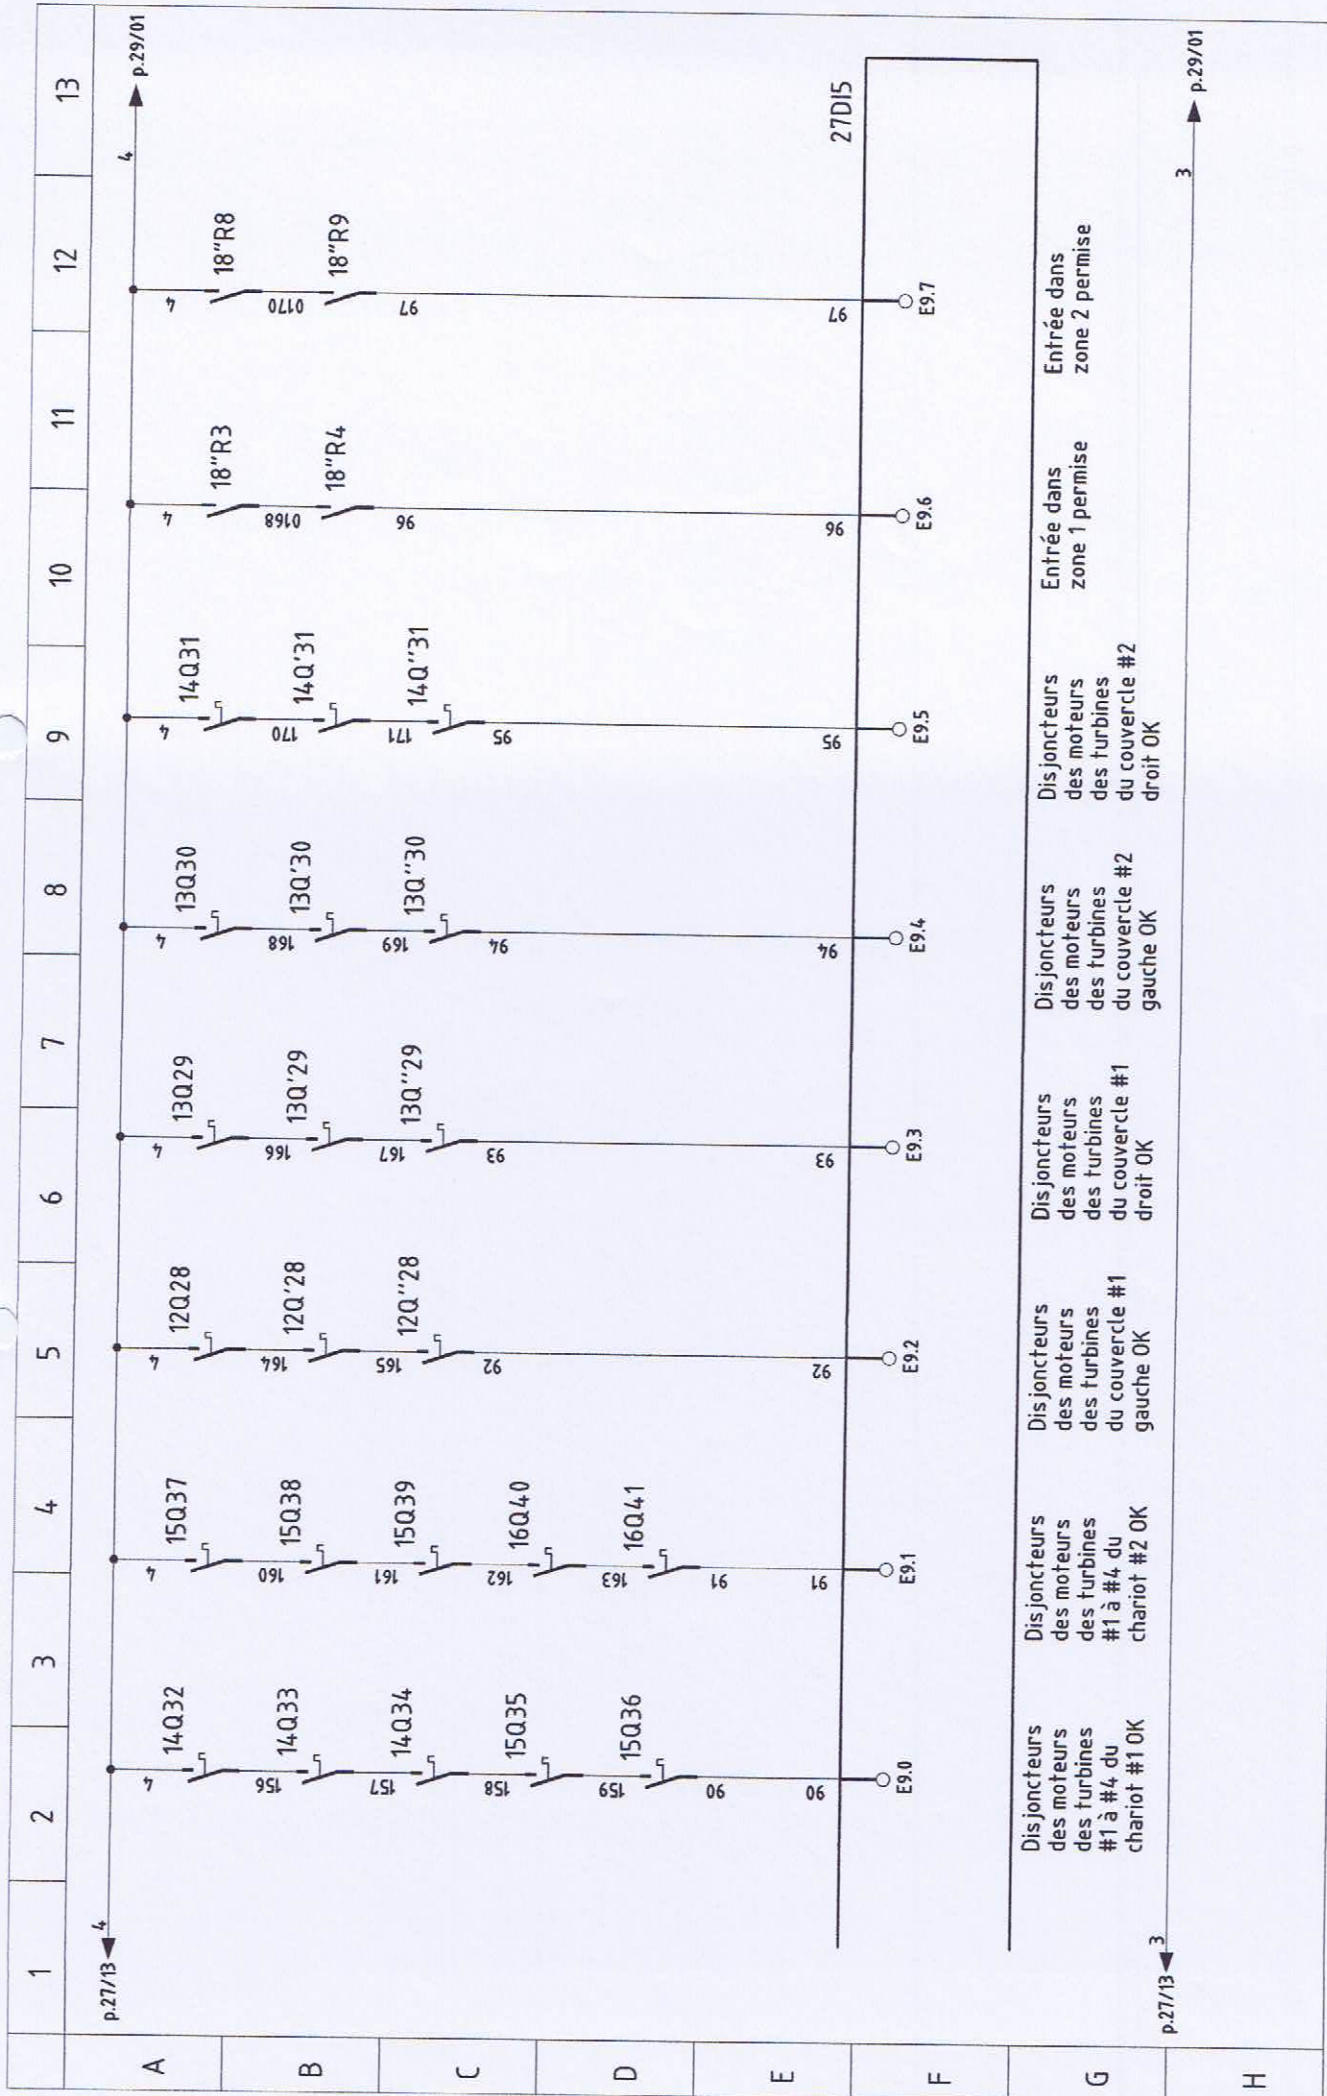 1 2 3 4 5 6 7 8 9 10 11 12 13
A
B
C
D
E
F
G
H
p.27/13 4
4 p.29/01
4 14Q32
156 14Q33
157 14Q34
158 15Q35
159 15Q36
90
90
E9.0
4 15Q37
160 15Q38
161 15Q39
162 16Q40
163 16Q41
91
91
E9.1
4 12Q28
164 12Q'28
165 12Q''28
92
92
E9.2
4 13Q29
166 13Q'29
167 13Q''29
93
93
E9.3
4 13Q30
168 13Q'30
169 13Q''30
94
94
E9.4
4 14Q31
170 14Q'31
171 14Q''31
95
95
E9.5
4 18"R3
0168 18"R4
96
96
E9.6
4 18"R8
0170 18"R9
97
97
E9.7
27DI5
Disjoncteurs
des moteurs
des turbines
#1 à #4 du
chariot #1 OK
Disjoncteurs
des moteurs
des turbines
#1 à #4 du
chariot #2 OK
Disjoncteurs
des moteurs
des turbines
du couvercle #1
gauche OK
Disjoncteurs
des moteurs
des turbines
du couvercle #1
droit OK
Disjoncteurs
des moteurs
des turbines
du couvercle #2
gauche OK
Disjoncteurs
des moteurs
des turbines
du couvercle #2
droit OK
Entrée dans
zone 1 permise
Entrée dans
zone 2 permise
p.27/13 3
3 p.29/01